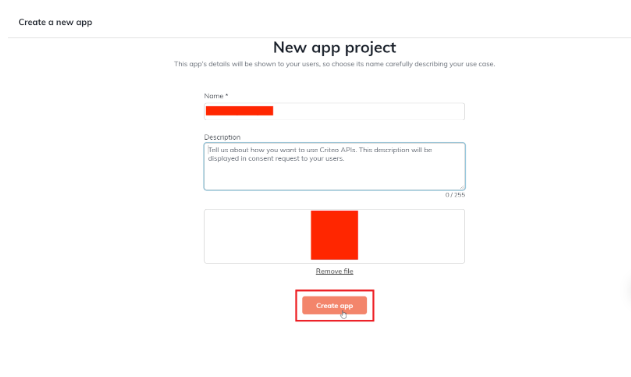 Create a new app
New app project
This app's details will be shown to your users, so choose its name carefully describing your use case.
Name *
Description
Tell us about how you want to use Criteo APIs. This description will be
displayed in consent request to your users.
0 / 255
Remove file
Create app